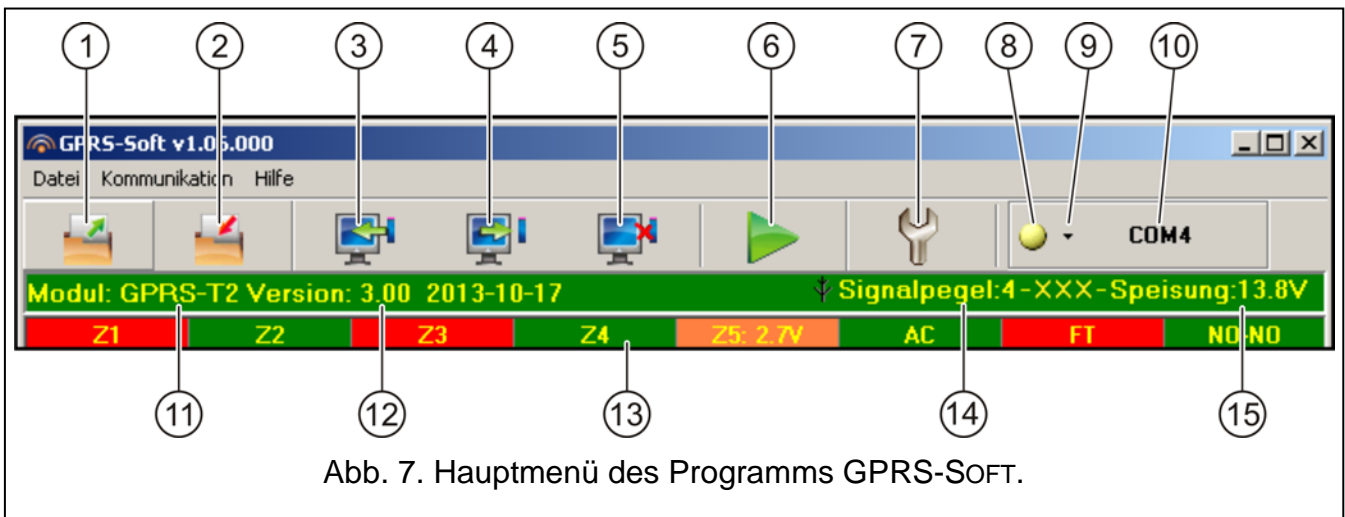 1 2 3 4 5 6 7 8 9 10
GPRS-Soft v1.06.000
Datei Kommunikation Hilfe
COM4
Modul: GPRS-T2 Version: 3.00 2013-10-17 Signalpegel:4-XXX-Speisung:13.8V
Z1 Z2 Z3 Z4 Z5: 2.7V AC FT NO-NO
11 12 13 14 15
Abb. 7. Hauptmenü des Programms GPRS-SOFT.